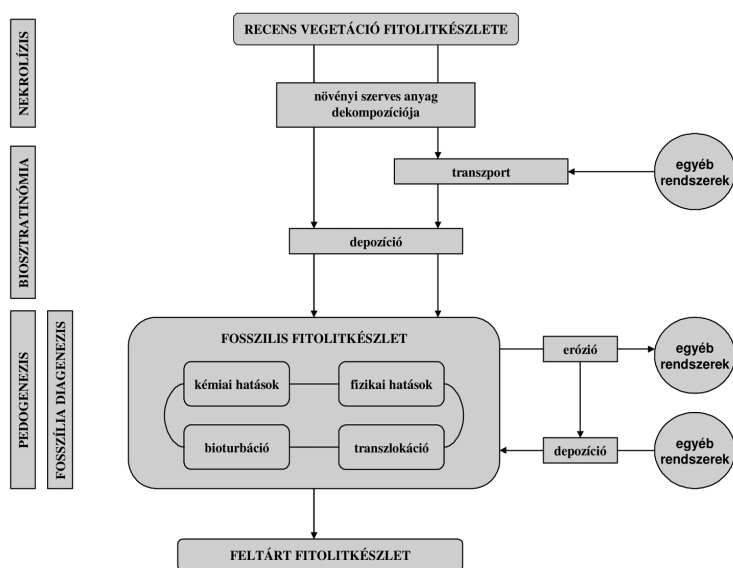 RECENS VEGETÁCIÓ FITOLITKÉSZLETE
NEKROLÍZIS
növényi szerves anyag
dekompozíciója
BIOSZTRATINÓMIA
transzport
egyéb
rendszerek
depozíció
PEDOGENEZIS
FOSSZÍLIA DIAGENEZIS
FOSSZILIS FITOLITKÉSZLET
kémiai hatások
fizikai hatások
bioturbáció
transzlokáció
erózió
egyéb
rendszerek
depozíció
egyéb
rendszerek
FELTÁRT FITOLITKÉSZLET